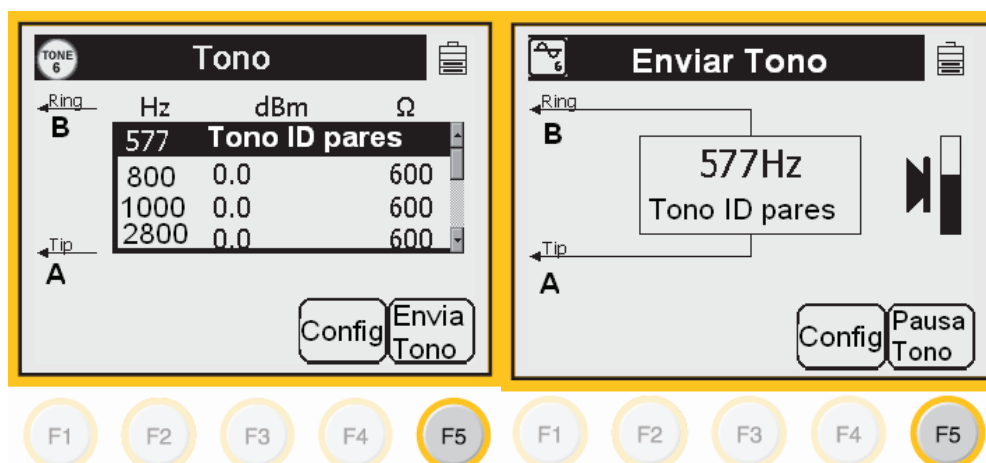 TONE
6
Tono
Ring
B
Hz dBm Ω
577 Tono ID pares
800 0.0 600
1000 0.0 600
2800 0.0 600
Tip
A
Config
Envia
Tono
F1 F2 F3 F4 F5
6
Enviar Tono
Ring
B
577Hz
Tono ID pares
Tip
A
Config
Pausa
Tono
F1 F2 F3 F4 F5